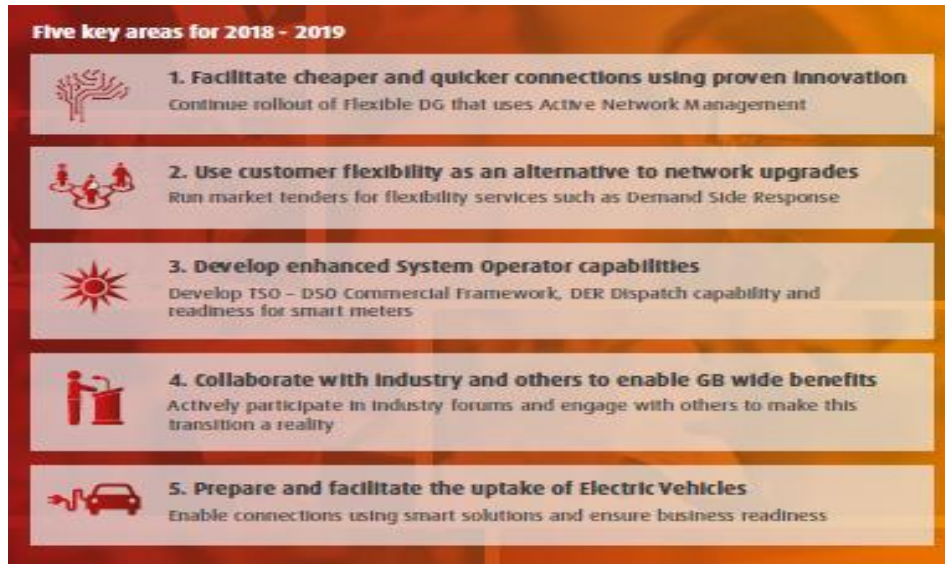 Five key areas for 2018 - 2019
1. Facilitate cheaper and quicker connections using proven innovation
Continue rollout of Flexible DG that uses Active Network Management
2. Use customer flexibility as an alternative to network upgrades
Run market tenders for flexibility services such as Demand Side Response
3. Develop enhanced System Operator capabilities
Develop TSO – DSO Commercial Framework, DER Dispatch capability and
readiness for smart meters
4. Collaborate with industry and others to enable GB wide benefits
Actively participate in industry forums and engage with others to make this
transition a reality
5. Prepare and facilitate the uptake of Electric Vehicles
Enable connections using smart solutions and ensure business readiness